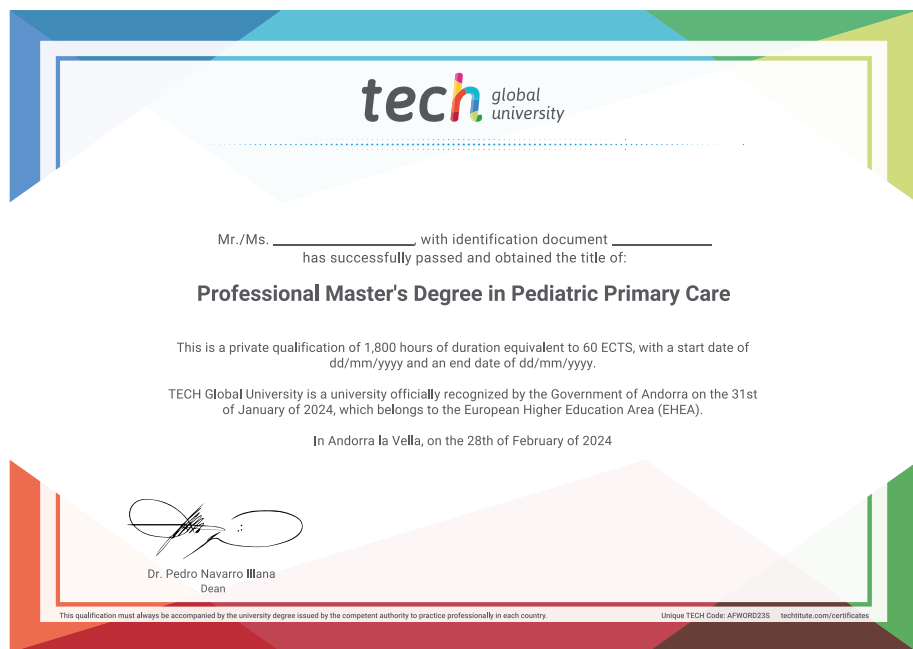 tech global university
Mr./Ms. ____________, with identification document ____________
has successfully passed and obtained the title of:
Professional Master's Degree in Pediatric Primary Care
This is a private qualification of 1,800 hours of duration equivalent to 60 ECTS, with a start date of
dd/mm/yyyy and an end date of dd/mm/yyyy.
TECH Global University is a university officially recognized by the Government of Andorra on the 31st
of January of 2024, which belongs to the European Higher Education Area (EHEA).
In Andorra la Vella, on the 28th of February of 2024
Dr. Pedro Navarro Illana
Dean
This qualification must always be accompanied by the university degree issued by the competent authority to practice professionally in each country.
Unique TECH Code: AFWORD23S techtitute.com/certificates